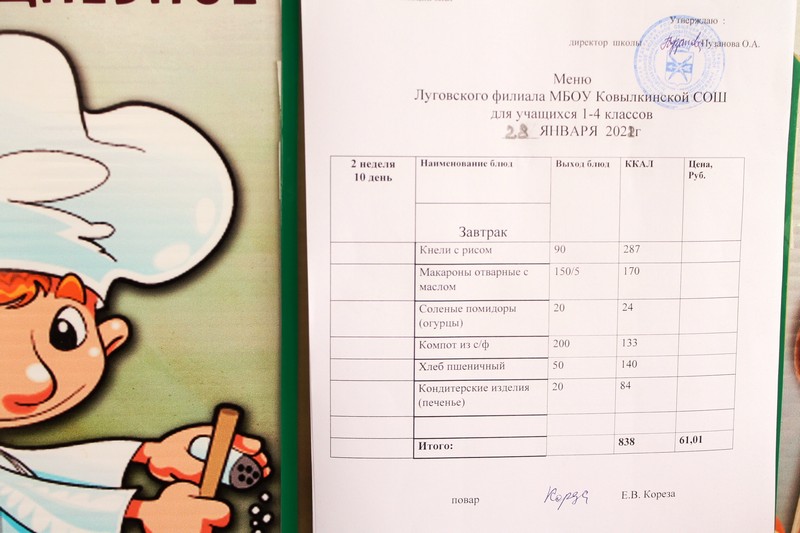 Утверждаю :
директор школы Пузанова О.А.
Меню
Луговского филиала МБОУ Ковылкинской СОШ
для учащихся 1-4 классов
28 ЯНВАРЯ 2022г
2 неделя
10 день
Наименование блюд
Выход блюд
ККАЛ
Цена,
Руб.
Завтрак
Кнели с рисом 90 287
Макароны отварные с
маслом
150/5 170
Соленые помидоры
(огурцы)
20 24
Компот из с/ф 200 133
Хлеб пшеничный 50 140
Кондитерские изделия
(печенье)
20 84
Итого: 838 61,01
повар Кореза Е.В. Кореза